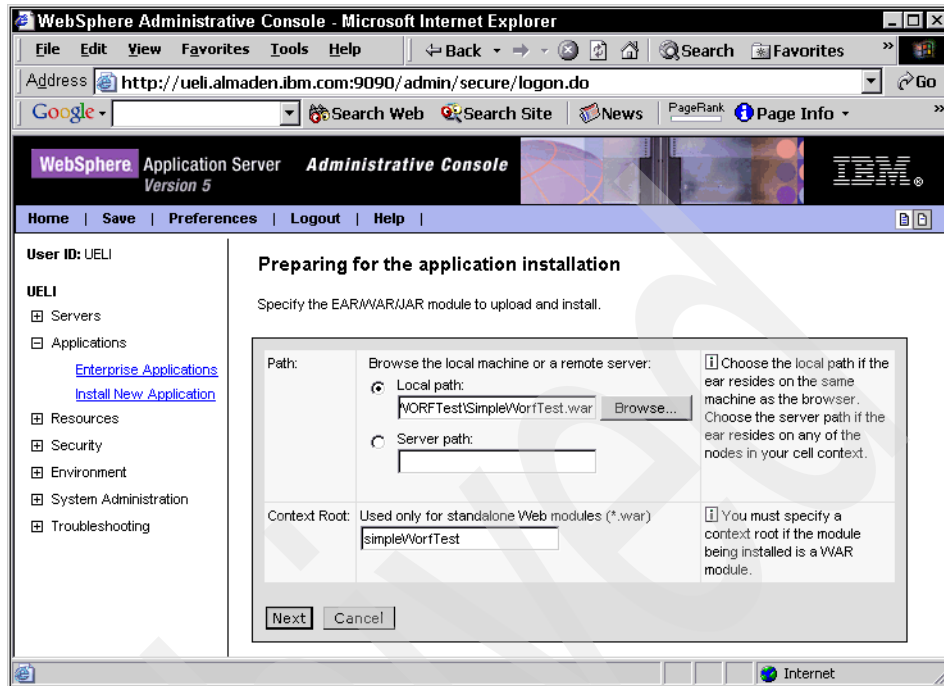 WebSphere Administrative Console - Microsoft Internet Explorer
File Edit View Favorites Tools Help Back Search Favorites »
Address http://ueli.almaden.ibm.com:9090/admin/secure/logon.do Go
Google Search Web Search Site News PageRank Page Info »
WebSphere Application Server Administrative Console
Version 5
IBM®
Home | Save | Preferences | Logout | Help |
User ID: UELI
UELI
Servers
Applications
Enterprise Applications
Install New Application
Resources
Security
Environment
System Administration
Troubleshooting
Preparing for the application installation
Specify the EAR/WAR/JAR module to upload and install.
Path:
Browse the local machine or a remote server:
Local path:
WORFTest\SimpleWorfTest.war Browse...
Server path:
Choose the local path if the
ear resides on the same
machine as the browser.
Choose the server path if the
ear resides on any of the
nodes in your cell context.
Context Root:
Used only for standalone Web modules (*.war)
simpleWorfTest
You must specify a
context root if the module
being installed is a WAR
module.
Next Cancel
Internet